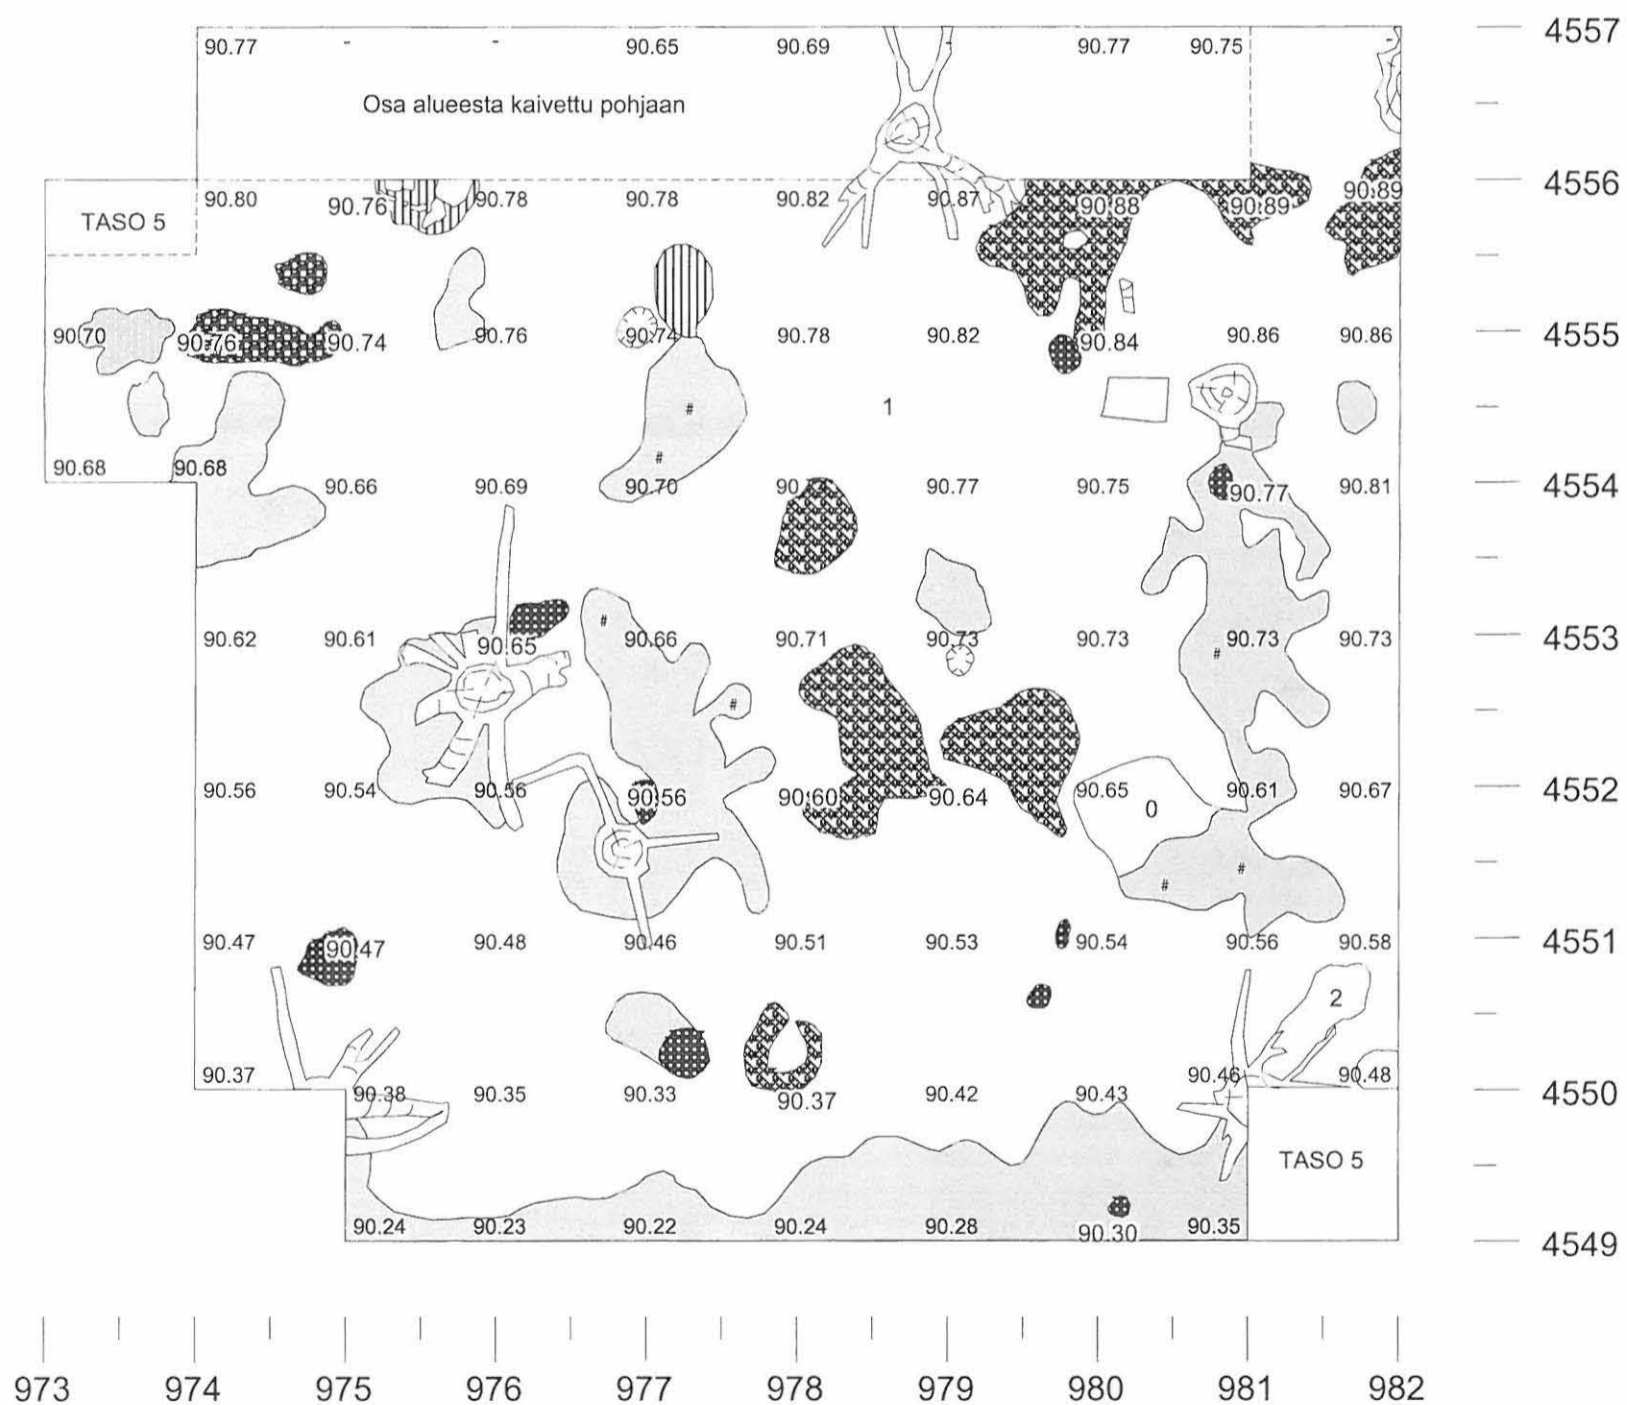 90.77 90.65 90.69 90.77 90.75 4557
Osa alueesta kaivettu pohjaan
90.80 90.76 90.78 90.78 90.82 90.87 90.88 90.89 90.89 4556
TASO 5
90.70 90.76 90.74 90.76 90.74 90.78 90.82 90.84 90.86 90.86 4555
# 1
#
90.68 90.68 90.66 90.69 90.70 90.77 90.75 90.77 90.81 4554
#
90.62 90.61 90.65 90.66 90.71 90.73 90.73 90.73 90.73 4553
#
#
90.56 90.54 90.56 90.56 90.60 90.64 90.65 90.61 90.67 4552
0
#
#
90.47 90.47 90.48 90.46 90.51 90.53 90.54 90.56 90.58 4551
2
90.37 90.38 90.35 90.33 90.37 90.42 90.43 90.46 90.48 4550
TASO 5
90.24 90.23 90.22 90.24 90.28 90.30 90.35 4549
973 974 975 976 977 978 979 980 981 982